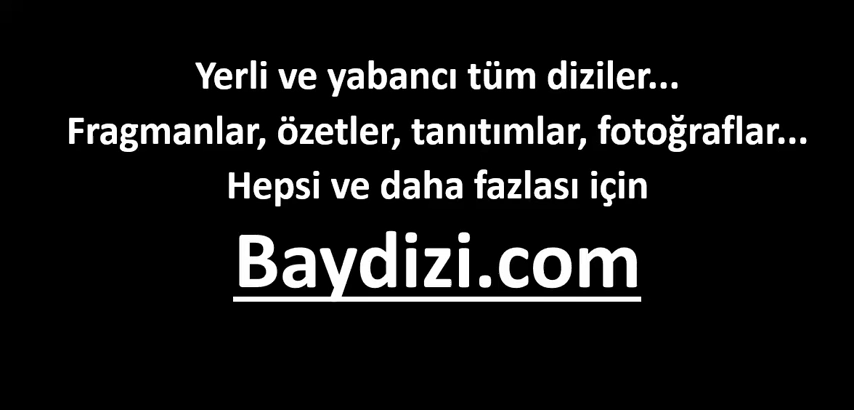 Yerli ve yabancı tüm diziler...
Fragmanlar, özetler, tanıtımlar, fotoğraflar...
Hepsi ve daha fazlası için
Baydizi.com